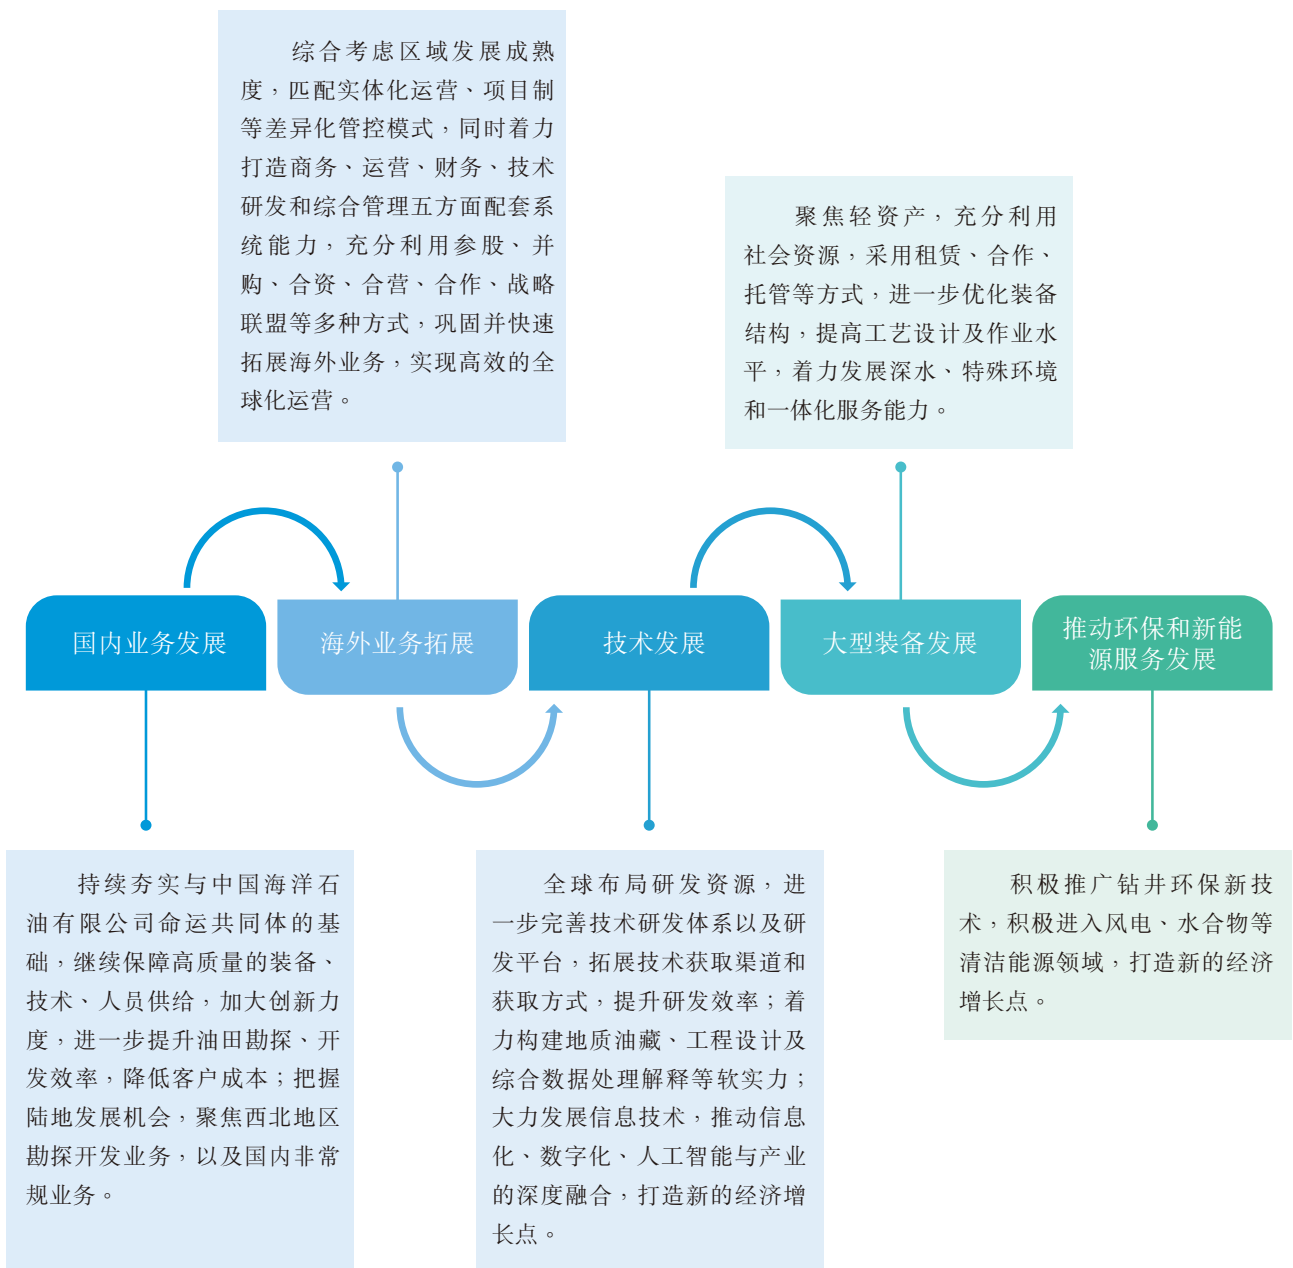 综合考虑区域发展成熟
度，匹配实体化运营、项目制
等差异化管控模式，同时着力
打造商务、运营、财务、技术
研发和综合管理五方面配套系
统能力，充分利用参股、并
购、合资、合营、合作、战略
联盟等多种方式，巩固并快速
拓展海外业务，实现高效的全
球化运营。
聚焦轻资产，充分利用
社会资源，采用租赁、合作、
托管等方式，进一步优化装备
结构，提高工艺设计及作业水
平，着力发展深水、特殊环境
和一体化服务能力。
国内业务发展
海外业务拓展
技术发展
大型装备发展
推动环保和新能
源服务发展
持续夯实与中国海洋石
油有限公司命运共同体的基
础，继续保障高质量的装备、
技术、人员供给，加大创新力
度，进一步提升油田勘探、开
发效率，降低客户成本；把握
陆地发展机会，聚焦西北地区
勘探开发业务，以及国内非常
规业务。
全球布局研发资源，进
一步完善技术研发体系以及研
发平台，拓展技术获取渠道和
获取方式，提升研发效率；着
力构建地质油藏、工程设计及
综合数据处理解释等软实力；
大力发展信息技术，推动信息
化、数字化、人工智能与产业
的深度融合，打造新的经济增
长点。
积极推广钻井环保新技
术，积极进入风电、水合物等
清洁能源领域，打造新的经济
增长点。